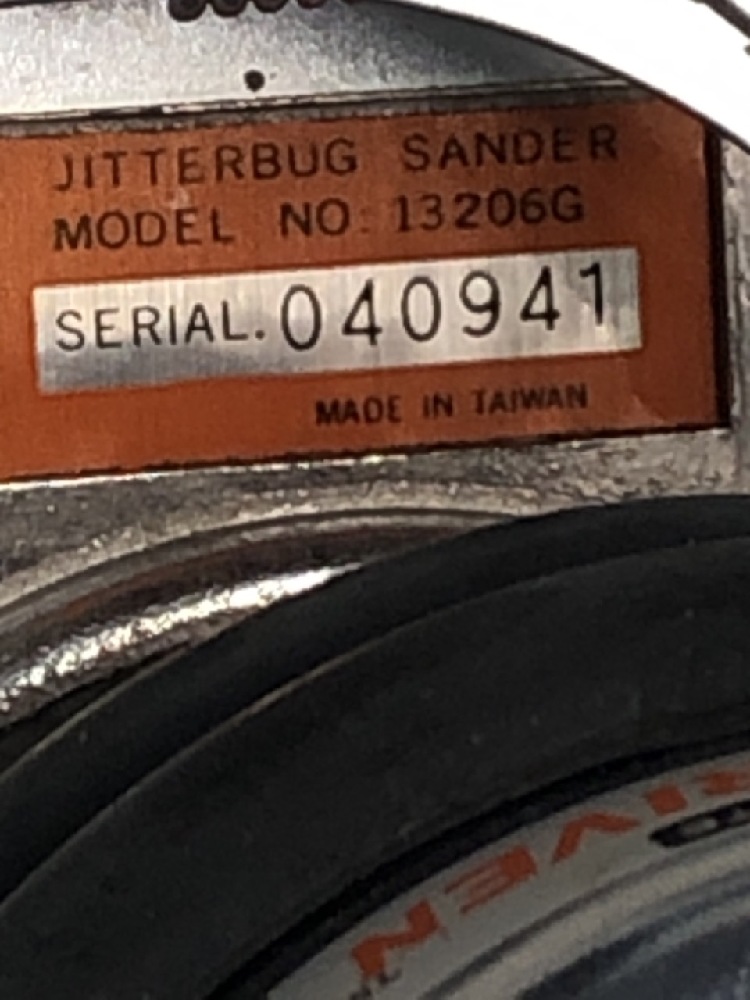 JITTERBUG SANDER
MODEL NO: 13206G
SERIAL. 040941
MADE IN TAIWAN